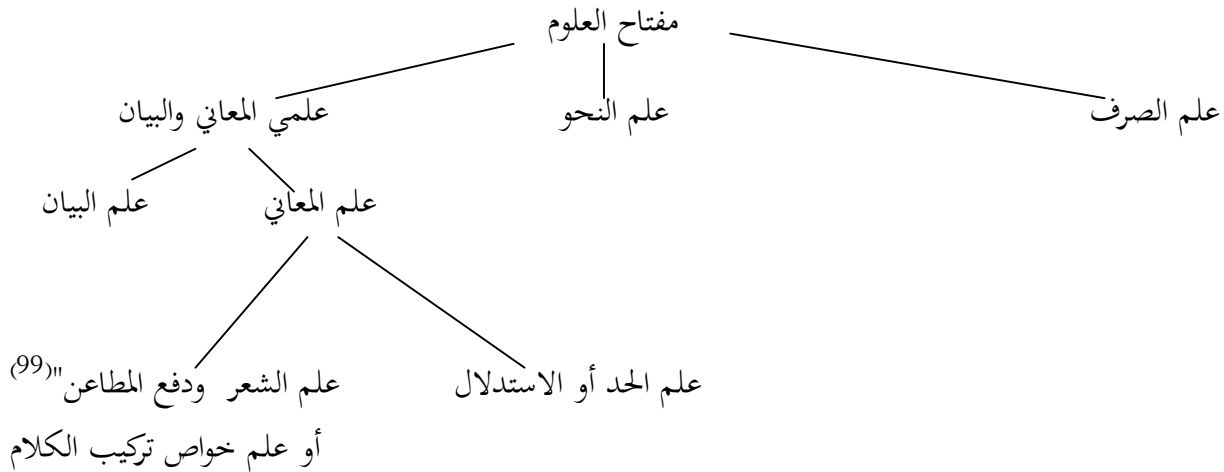 مفتاح العلوم
علم الصرف علم النحو علمي المعاني والبيان
علم المعاني علم البيان
علم الحد أو الاستدلال علم الشعر ودفع المطاعن"(99)
أو علم خواص تركيب الكلام